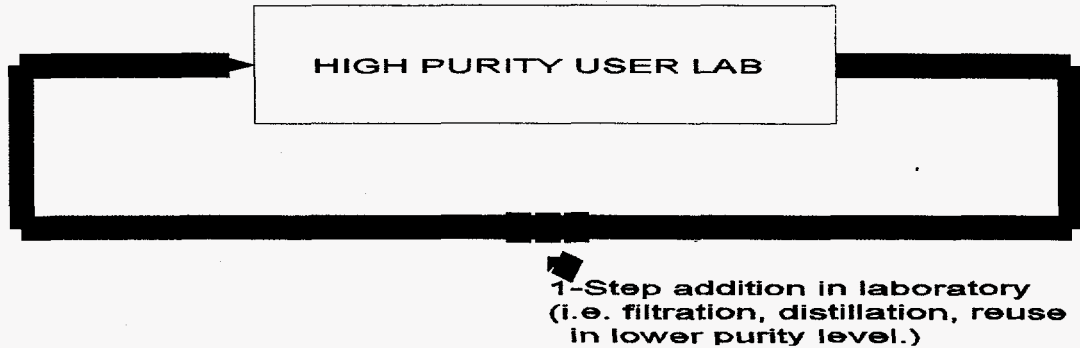 HIGH PURITY USER LAB
1-Step addition in laboratory
(i.e. filtration, distillation, reuse
in lower purity level.)